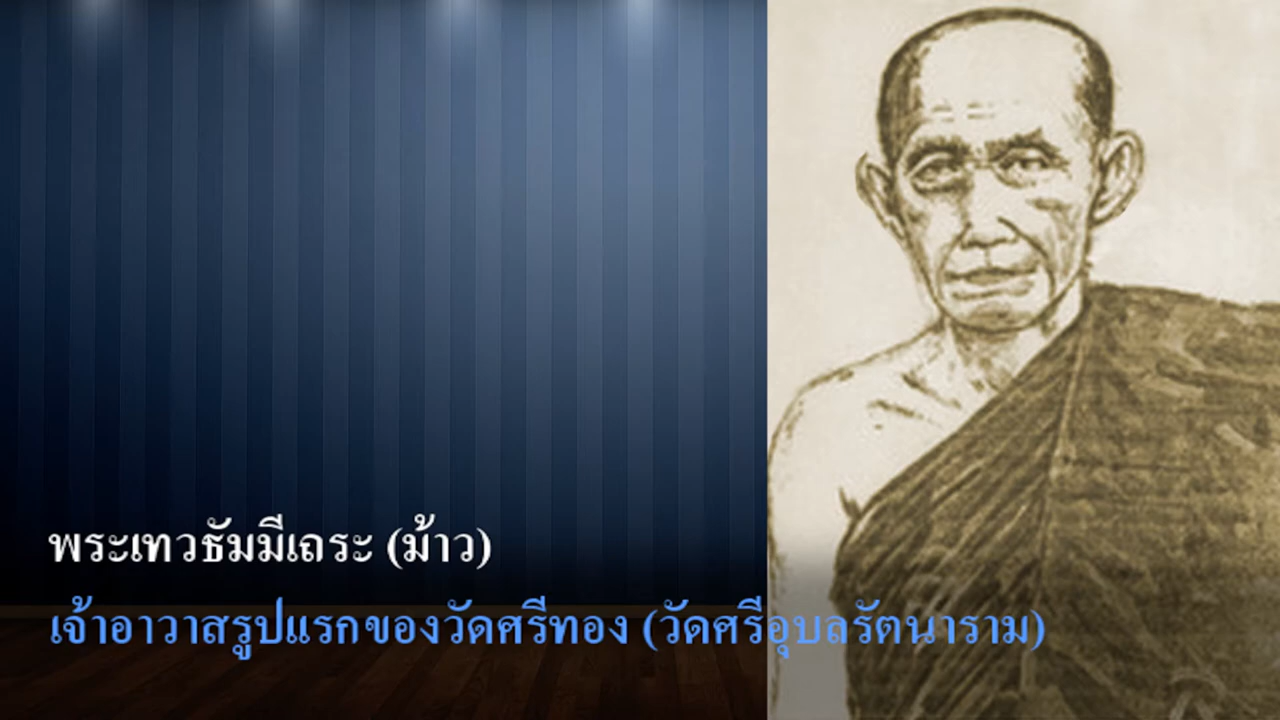 พระเทวธัมมีเถระ (ม้าว)
เจ้าอาวาสรูปแรกของวัดศรีทอง (วัดศรีอุบลรัตนาราม)